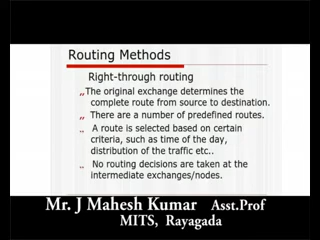 Routing Methods
Right-through routing
„The original exchange determines the
complete route from source to destination.
„ There are a number of predefined routes.
„ A route is selected based on certain
criteria, such as time of the day,
distribution of the traffic etc..
„ No routing decisions are taken at the
intermediate exchanges/nodes.
Mr. J Mahesh Kumar Asst.Prof
MITS, Rayagada